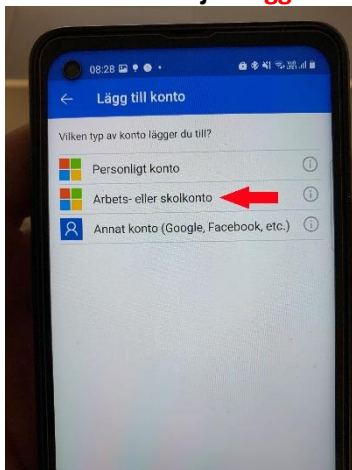 08:28
Lägg till konto
Vilken typ av konto lägger du till?
Personligt konto
Arbets- eller skolkonto
Annat konto (Google, Facebook, etc.)